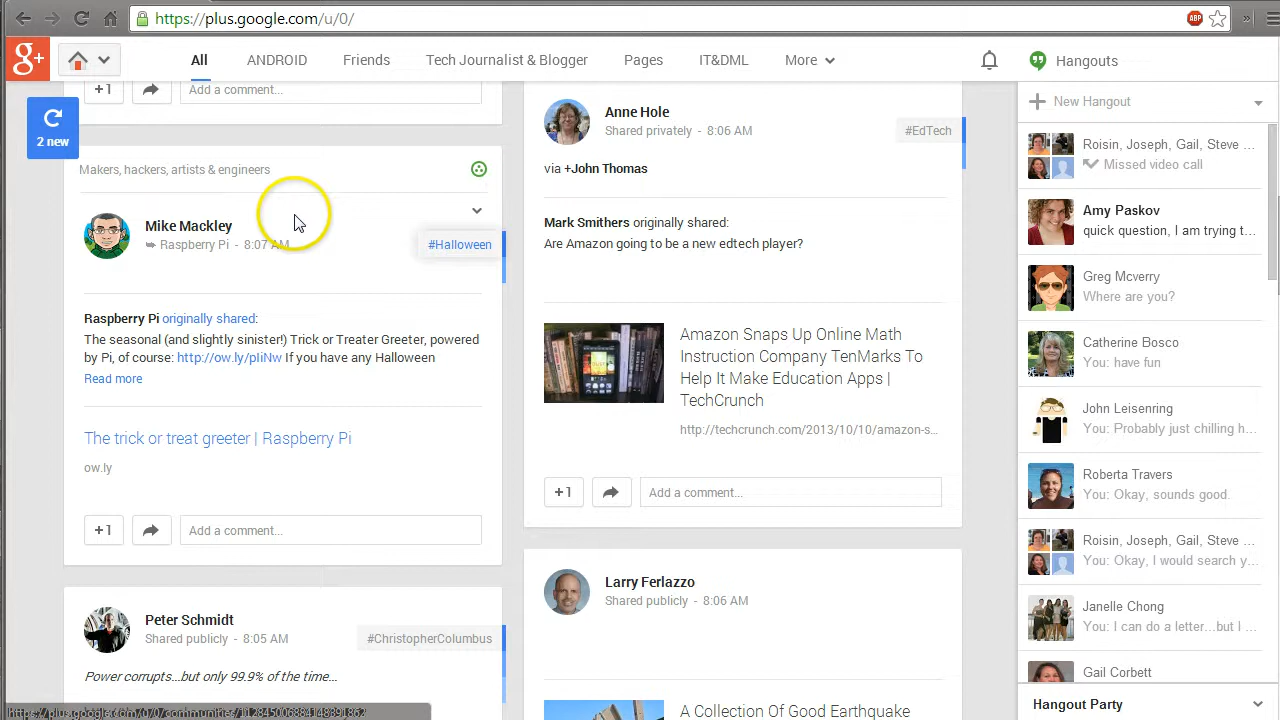 https://plus.google.com/u/0/
ABP
g+
All
ANDROID
Friends
Tech Journalist & Blogger
Pages
IT&DML
More
Hangouts
2 new
+1
Add a comment...
Makers, hackers, artists & engineers
Mike Mackley
Raspberry Pi - 8:07 AM
#Halloween
Raspberry Pi originally shared:
The seasonal (and slightly sinister!) Trick or Treater Greeter, powered
by Pi, of course: http://ow.ly/pIiNw If you have any Halloween
Read more
The trick or treat greeter | Raspberry Pi
ow.ly
+1
Add a comment...
Peter Schmidt
Shared publicly - 8:05 AM
#ChristopherColumbus
Power corrupts...but only 99.9% of the time...
Anne Hole
Shared privately - 8:06 AM
#EdTech
via +John Thomas
Mark Smithers originally shared:
Are Amazon going to be a new edtech player?
Amazon Snaps Up Online Math
Instruction Company TenMarks To
Help It Make Education Apps |
TechCrunch
http://techcrunch.com/2013/10/10/amazon-s...
+1
Add a comment...
Larry Ferlazzo
Shared publicly - 8:06 AM
A Collection Of Good Earthquake
New Hangout
Roisin, Joseph, Gail, Steve ...
Missed video call
Amy Paskov
quick question, I am trying t...
Greg Mcverry
Where are you?
Catherine Bosco
You: have fun
John Leisenring
You: Probably just chilling h...
Roberta Travers
You: Okay, sounds good.
Roisin, Joseph, Gail, Steve ...
You: Okay, I would search y...
Janelle Chong
You: I can do a letter...but I ...
Gail Corbett
Hangout Party